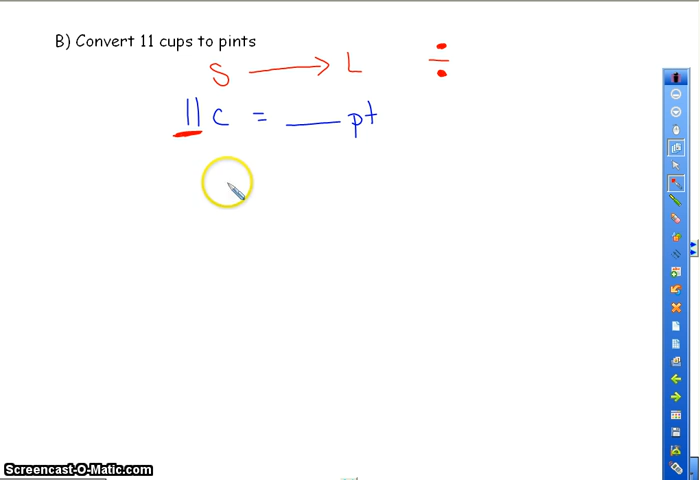 B) Convert 11 cups to pints
S → L ÷
11 c = ___ pt
Screencast-O-Matic.com